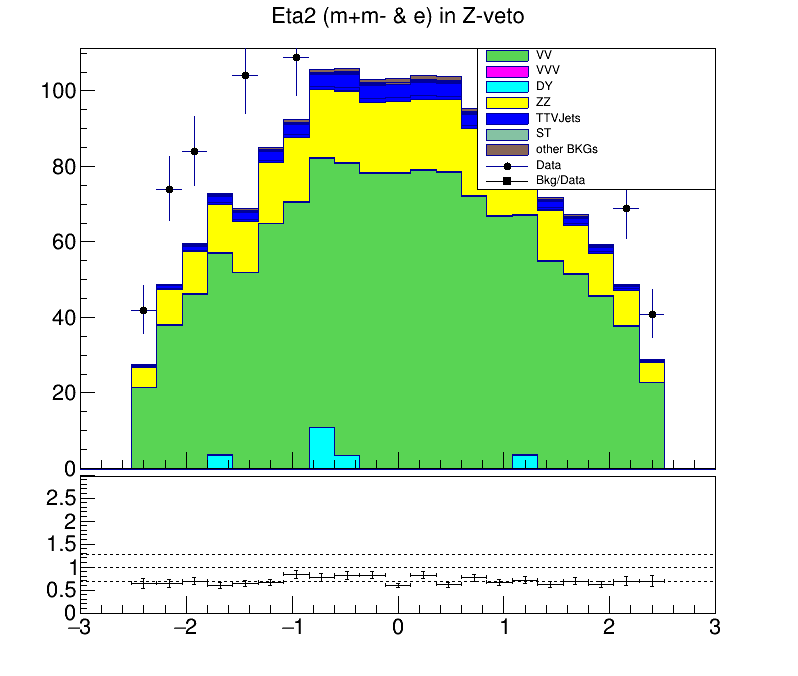 Eta2 (m+m- & e) in Z-veto
100
80
60
40
20
0
VV
VVV
DY
ZZ
TTVJets
ST
other BKGs
Data
Bkg/Data
2.5
2
1.5
1
0.5
0
−3
−2
−1
0
1
2
3